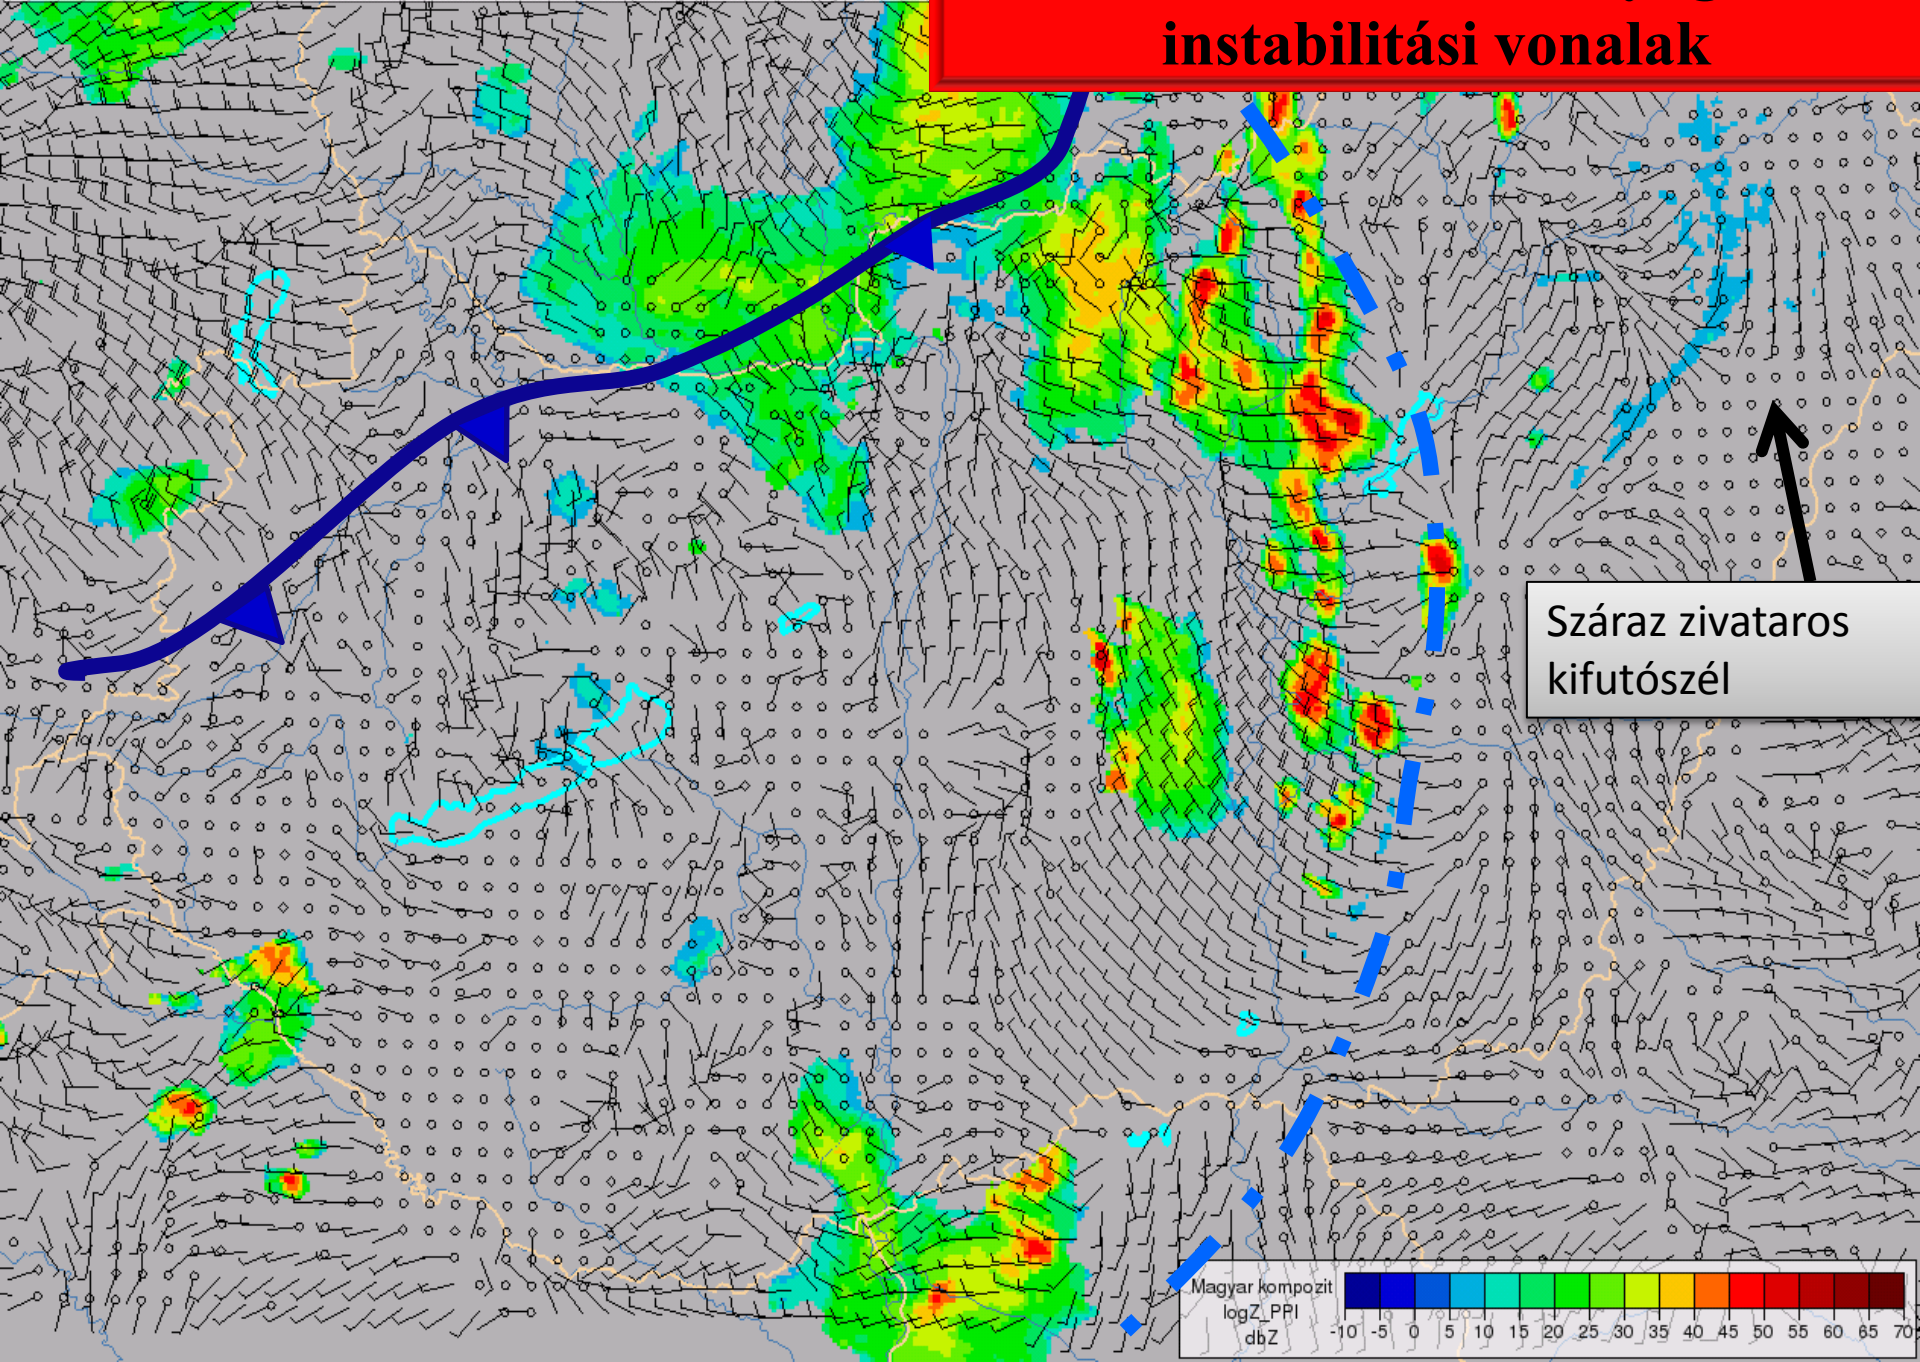 instabilitási vonalak
Száraz zivataros
kifutószél
Magyar kompozit
logZ_PPI
dbZ
-10 -5 0 5 10 15 20 25 30 35 40 45 50 55 60 65 70